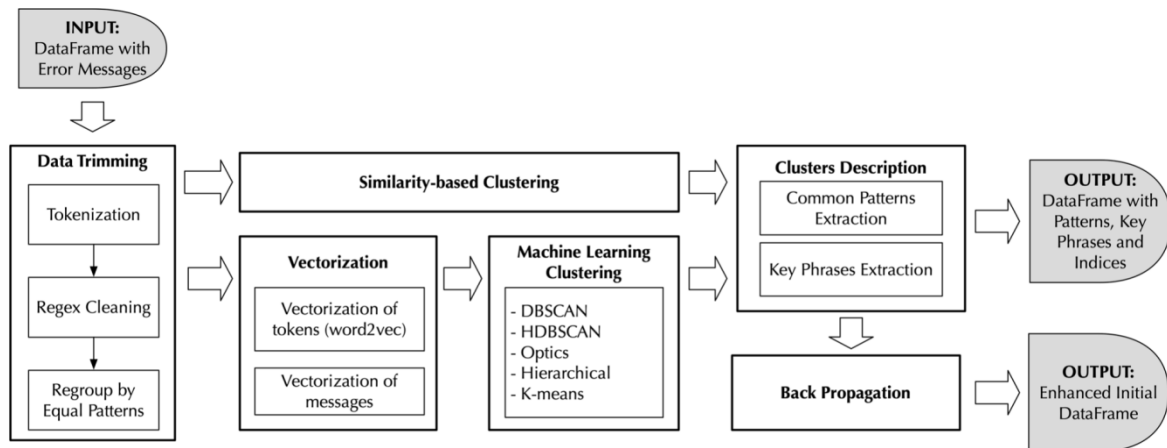 INPUT:
DataFrame with
Error Messages
Data Trimming
Tokenization
Regex Cleaning
Regroup by
Equal Patterns
Similarity-based Clustering
Vectorization
Vectorization of
tokens (word2vec)
Vectorization of
messages
Machine Learning
Clustering
- DBSCAN
- HDBSCAN
- Optics
- Hierarchical
- K-means
Clusters Description
Common Patterns
Extraction
Key Phrases Extraction
Back Propagation
OUTPUT:
DataFrame with
Patterns, Key
Phrases and
Indices
OUTPUT:
Enhanced Initial
DataFrame